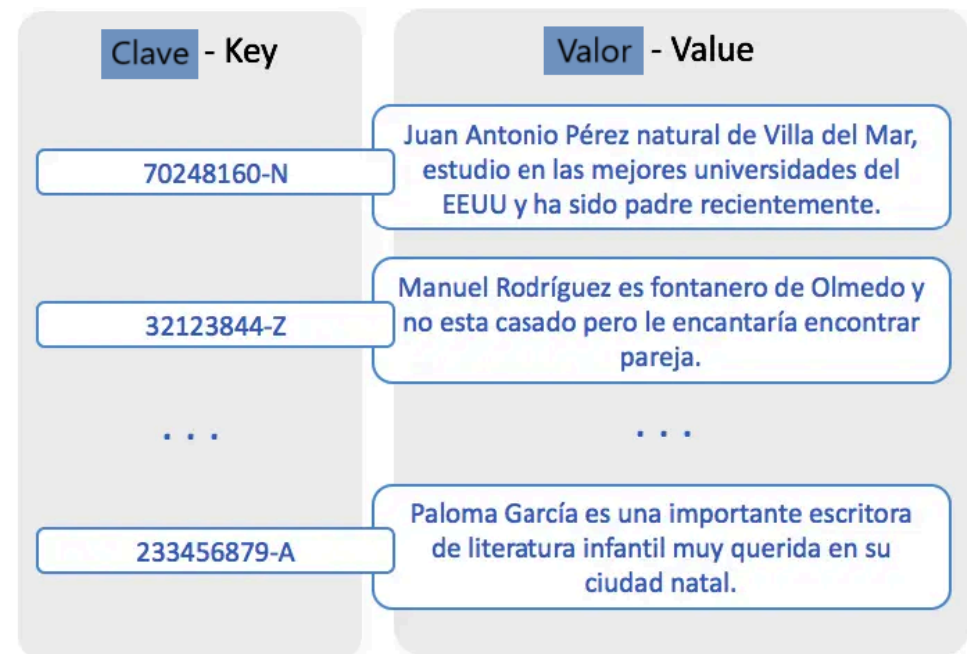 Clave - Key
Valor - Value
70248160-N
Juan Antonio Pérez natural de Villa del Mar,
estudio en las mejores universidades del
EEUU y ha sido padre recientemente.
32123844-Z
Manuel Rodríguez es fontanero de Olmedo y
no esta casado pero le encantaría encontrar
pareja.
. . .
. . .
233456879-A
Paloma García es una importante escritora
de literatura infantil muy querida en su
ciudad natal.